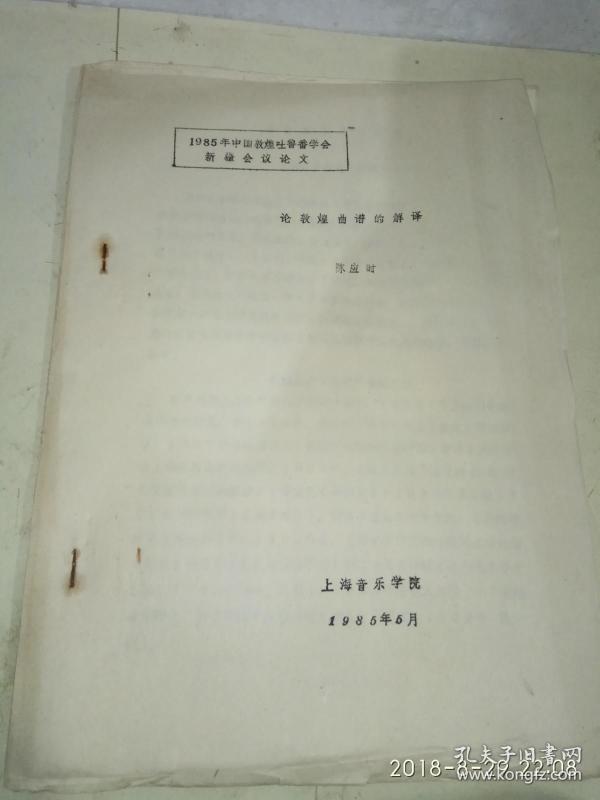 1985年中国敦煌吐鲁番学会
新疆会议论文
论敦煌曲谱的解译
陈应时
上海音乐学院
1985年5月
2018-8-29 22:08
孔夫子旧书网
www.kongfz.com